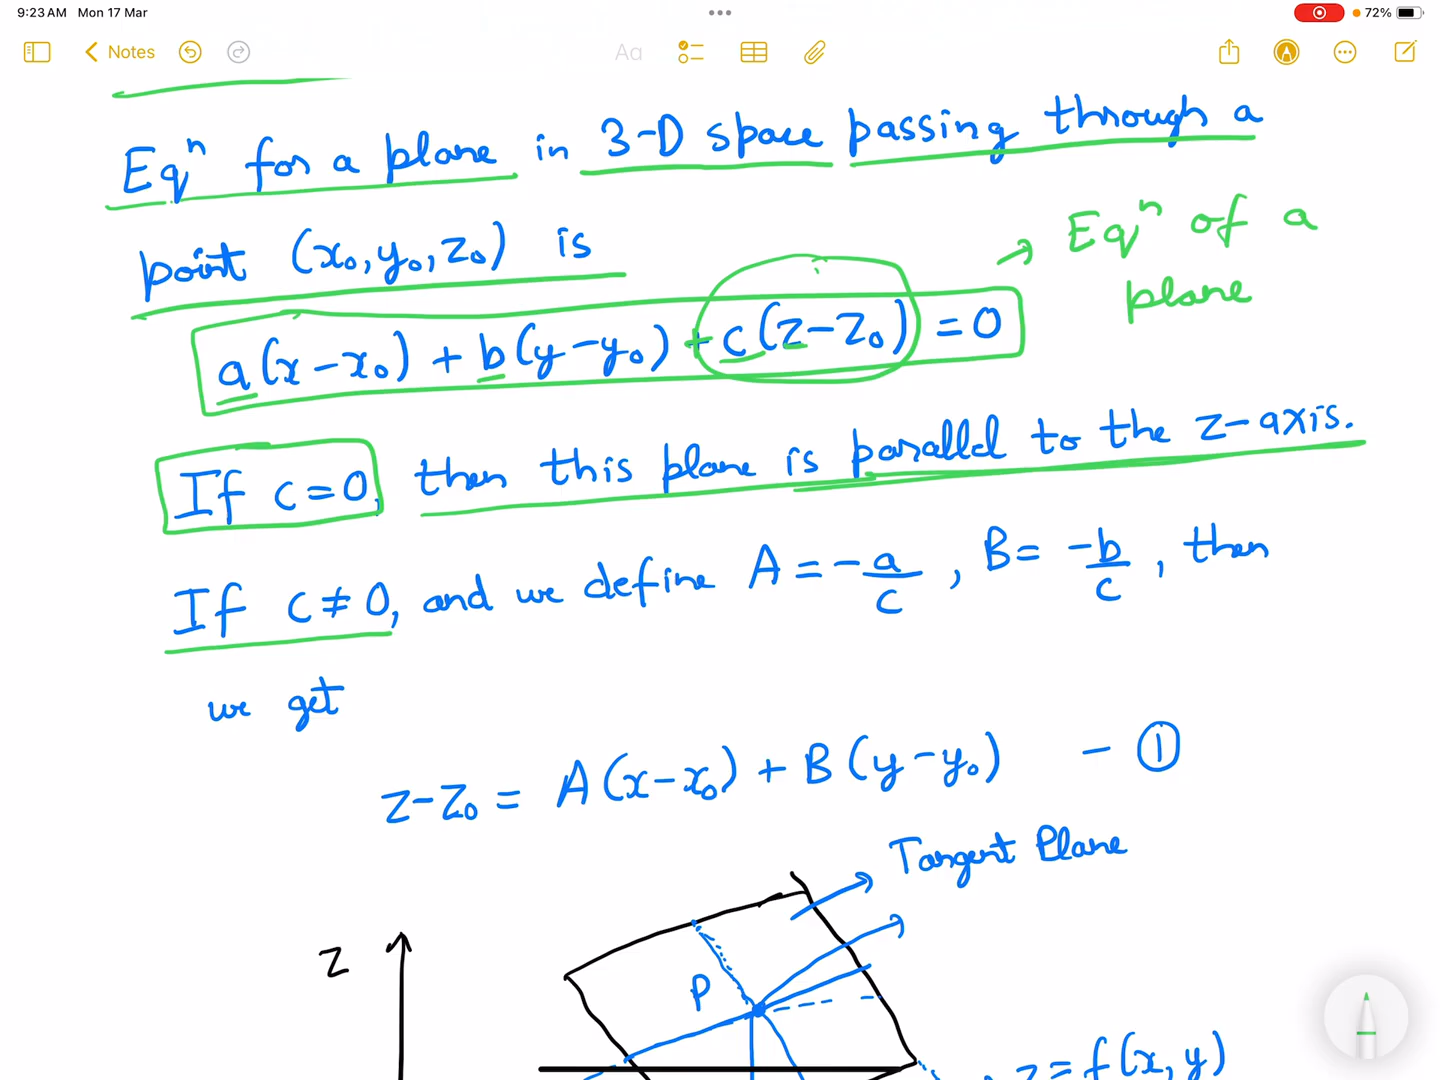 9:23 AM Mon 17 Mar
72%
Notes
Aa
Eqⁿ for a plane in 3-D space passing through a
point (x₀, y₀, z₀) is
→ Eqⁿ of a
plane
a(x-x₀) + b(y-y₀) + c(z-z₀) = 0
If c=0, then this plane is parallel to the z-axis.
If c≠0, and we define A = -a/c, B = -b/c, then
we get
z-z₀ = A(x-x₀) + B(y-y₀) - ①
Tangent Plane
z
P
z=f(x,y)